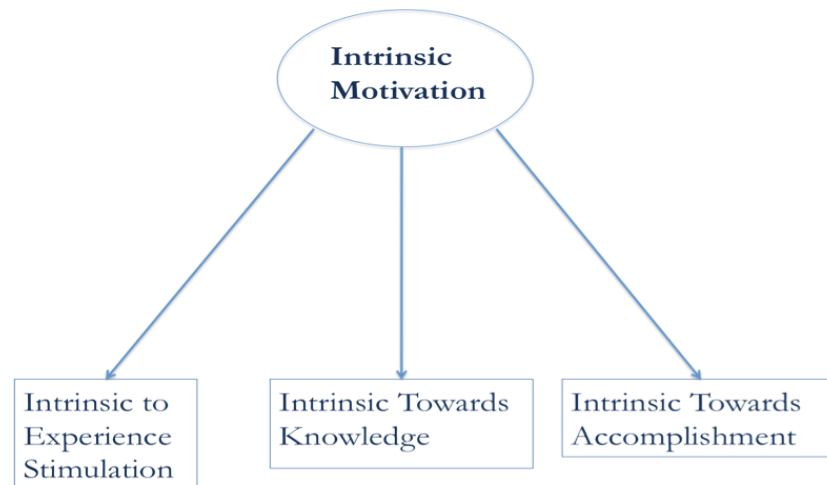 Intrinsic
Motivation
Intrinsic to
Experience
Stimulation
Intrinsic Towards
Knowledge
Intrinsic Towards
Accomplishment